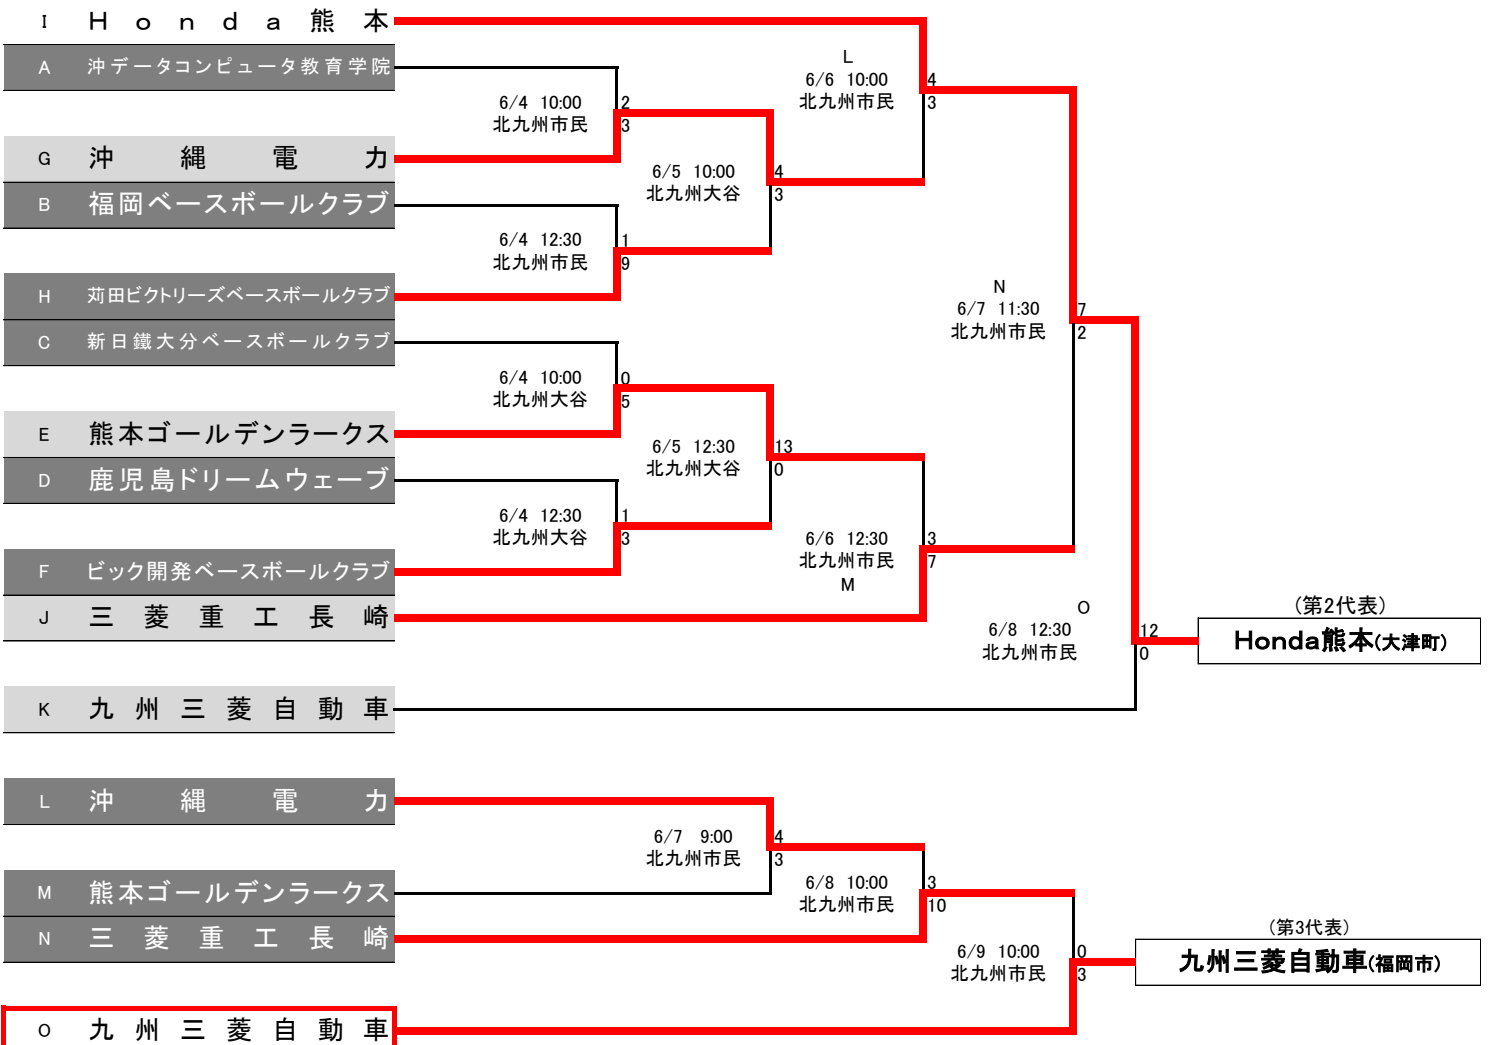 I Honda熊本
A 沖データコンピュータ教育学院
L
6/6 10:00
北九州市民
4
3
6/4 10:00
北九州市民
2
3
G 沖縄電力
6/5 10:00
北九州大谷
4
3
B 福岡ベースボールクラブ
6/4 12:30
北九州市民
1
9
H 苅田ビクトリーズベースボールクラブ
N
6/7 11:30
北九州市民
7
2
C 新日鐵大分ベースボールクラブ
6/4 10:00
北九州大谷
0
5
E 熊本ゴールデンラークス
6/5 12:30
北九州大谷
13
0
D 鹿児島ドリームウェーブ
6/4 12:30
北九州大谷
1
3
6/6 12:30
北九州市民
M
3
7
F ビック開発ベースボールクラブ
J 三菱重工長崎
O
6/8 12:30
北九州市民
12
0
(第2代表)
Honda熊本(大津町)
K 九州三菱自動車
L 沖縄電力
6/7 9:00
北九州市民
4
3
M 熊本ゴールデンラークス
6/8 10:00
北九州市民
3
10
N 三菱重工長崎
6/9 10:00
北九州市民
0
3
(第3代表)
九州三菱自動車(福岡市)
O 九州三菱自動車